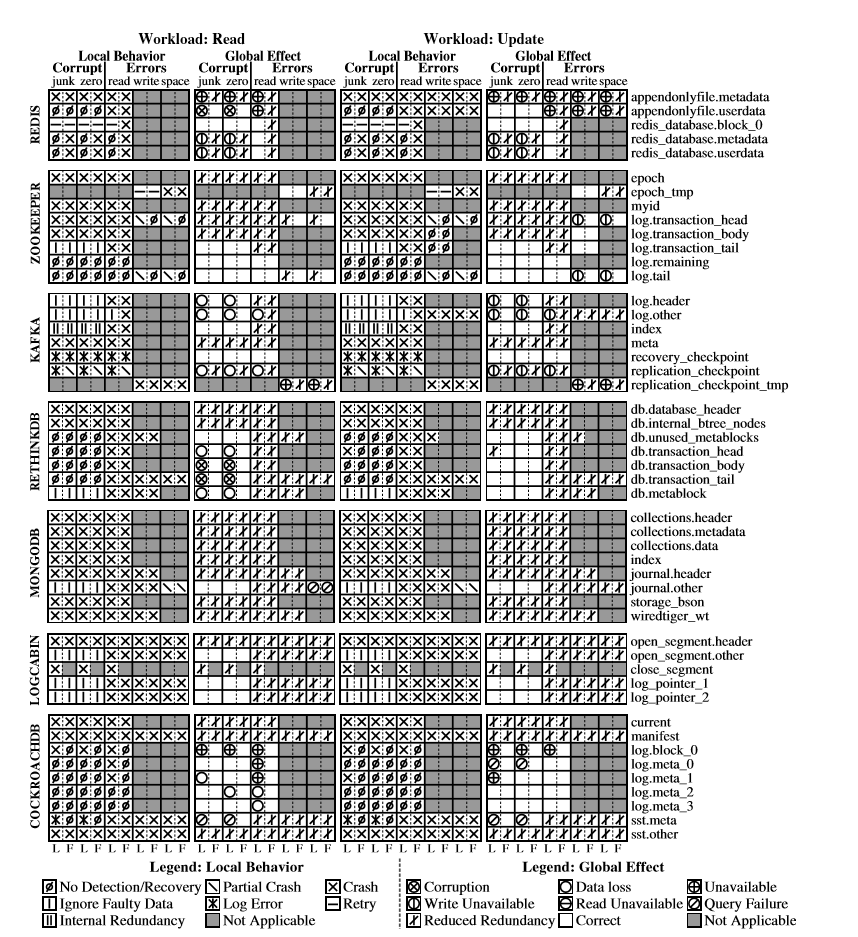 Workload: Read Workload: Update
Local Behavior Global Effect Local Behavior Global Effect
Corrupt Errors Corrupt Errors Corrupt Errors Corrupt Errors
junk zero read write space junk zero read write space junk zero read write space junk zero read write space
REDIS
appendonlyfile.metadata
appendonlyfile.userdata
redis_database.block_0
redis_database.metadata
redis_database.userdata
ZOOKEEPER
epoch
epoch_tmp
myid
log.transaction_head
log.transaction_body
log.transaction_tail
log.remaining
log.tail
KAFKA
log.header
log.other
index
meta
recovery_checkpoint
replication_checkpoint
replication_checkpoint_tmp
RETHINKDB
db.database_header
db.internal_btree_nodes
db.unused_metablocks
db.transaction_head
db.transaction_body
db.transaction_tail
db.metablock
MONGODB
collections.header
collections.metadata
collections.data
index
journal.header
journal.other
storage_bson
wiredtiger_wt
LOGCABIN
open_segment.header
open_segment.other
close_segment
log_pointer_1
log_pointer_2
COCKROACHDB
current
manifest
log.block_0
log.meta_0
log.meta_1
log.meta_2
log.meta_3
sst.meta
sst.other
L F L F L F L F L F L F L F L F L F L F L F L F L F L F L F L F L F L F L F L F
Legend: Local Behavior Legend: Global Effect
No Detection/Recovery Partial Crash Crash Corruption Data loss Unavailable
Ignore Faulty Data Log Error Retry Write Unavailable Read Unavailable Query Failure
Internal Redundancy Not Applicable Reduced Redundancy Correct Not Applicable